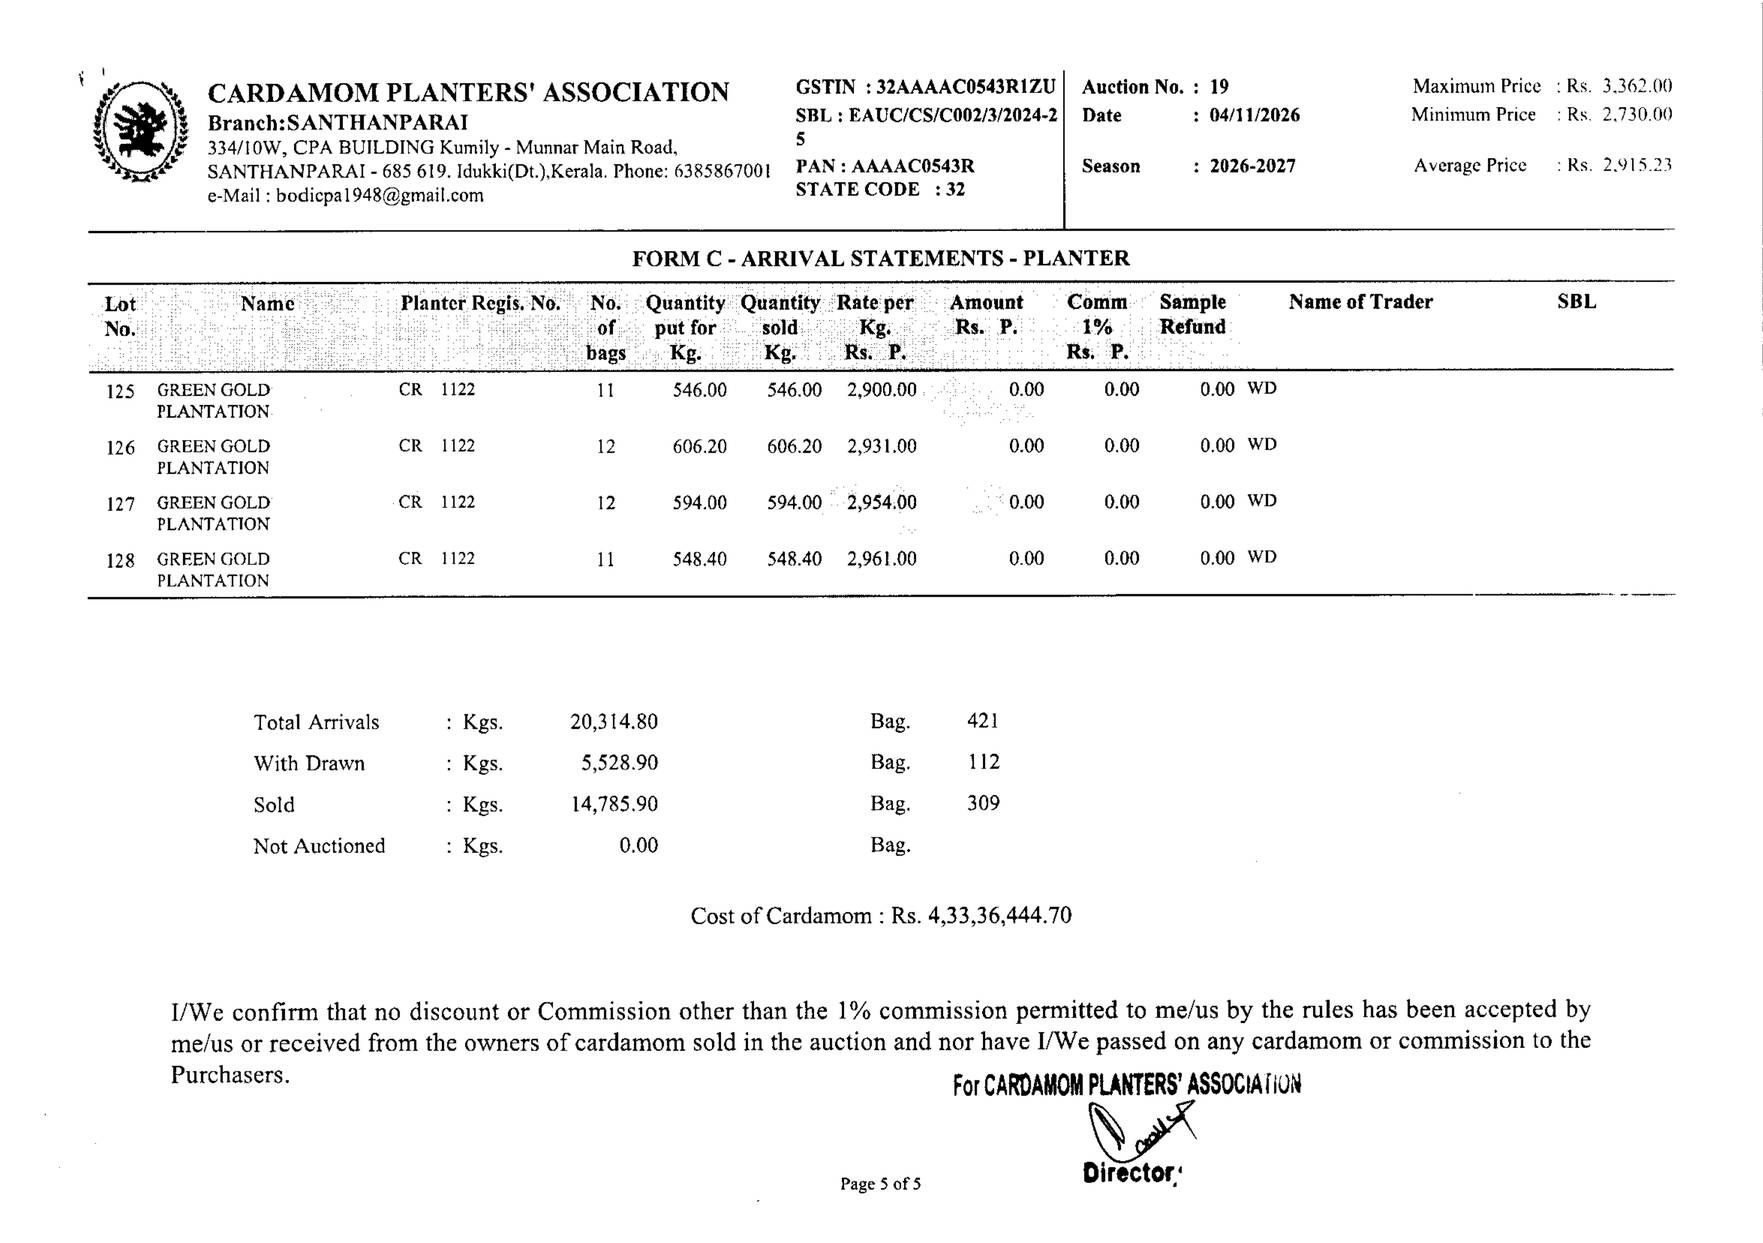 CARDAMOM PLANTERS' ASSOCIATION
Branch:SANTHANPARAI
334/10W, CPA BUILDING Kumily - Munnar Main Road,
SANTHANPARAI - 685 619. Idukki(Dt.),Kerala. Phone: 6385867001
e-Mail : bodicpa1948@gmail.com
GSTIN : 32AAAAC0543R1ZU
SBL : EAUC/CS/C002/3/2024-2
5
PAN : AAAAC0543R
STATE CODE : 32
Auction No. : 19
Date : 04/11/2026
Season : 2026-2027
Maximum Price : Rs. 3,362.00
Minimum Price : Rs. 2,730.00
Average Price : Rs. 2,915.23
FORM C - ARRIVAL STATEMENTS - PLANTER
Lot Name Planter Regis. No. No. Quantity Quantity Rate per Amount Comm Sample Name of Trader SBL
No. of put for sold Kg. Rs. P. 1% Refund
bags Kg. Kg. Rs. P. Rs. P.
125 GREEN GOLD CR 1122 11 546.00 546.00 2,900.00 0.00 0.00 0.00 WD
PLANTATION
126 GREEN GOLD CR 1122 12 606.20 606.20 2,931.00 0.00 0.00 0.00 WD
PLANTATION
127 GREEN GOLD CR 1122 12 594.00 594.00 2,954.00 0.00 0.00 0.00 WD
PLANTATION
128 GREEN GOLD CR 1122 11 548.40 548.40 2,961.00 0.00 0.00 0.00 WD
PLANTATION
Total Arrivals : Kgs. 20,314.80 Bag. 421
With Drawn : Kgs. 5,528.90 Bag. 112
Sold : Kgs. 14,785.90 Bag. 309
Not Auctioned : Kgs. 0.00 Bag.
Cost of Cardamom : Rs. 4,33,36,444.70
I/We confirm that no discount or Commission other than the 1% commission permitted to me/us by the rules has been accepted by
me/us or received from the owners of cardamom sold in the auction and nor have I/We passed on any cardamom or commission to the
Purchasers.
For CARDAMOM PLANTERS' ASSOCIATION
Director
Page 5 of 5